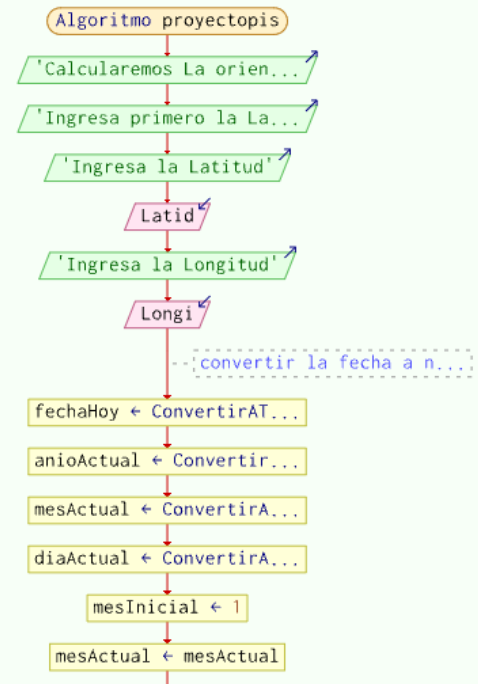 Algoritmo proyectopis
'Calcularemos La orien...
'Ingresa primero la La...
'Ingresa la Latitud'
Latid
'Ingresa la Longitud'
Longi
convertir la fecha a n...
fechaHoy ← ConvertirAT...
anioActual ← Convertir...
mesActual ← ConvertirA...
diaActual ← ConvertirA...
mesInicial ← 1
mesActual ← mesActual